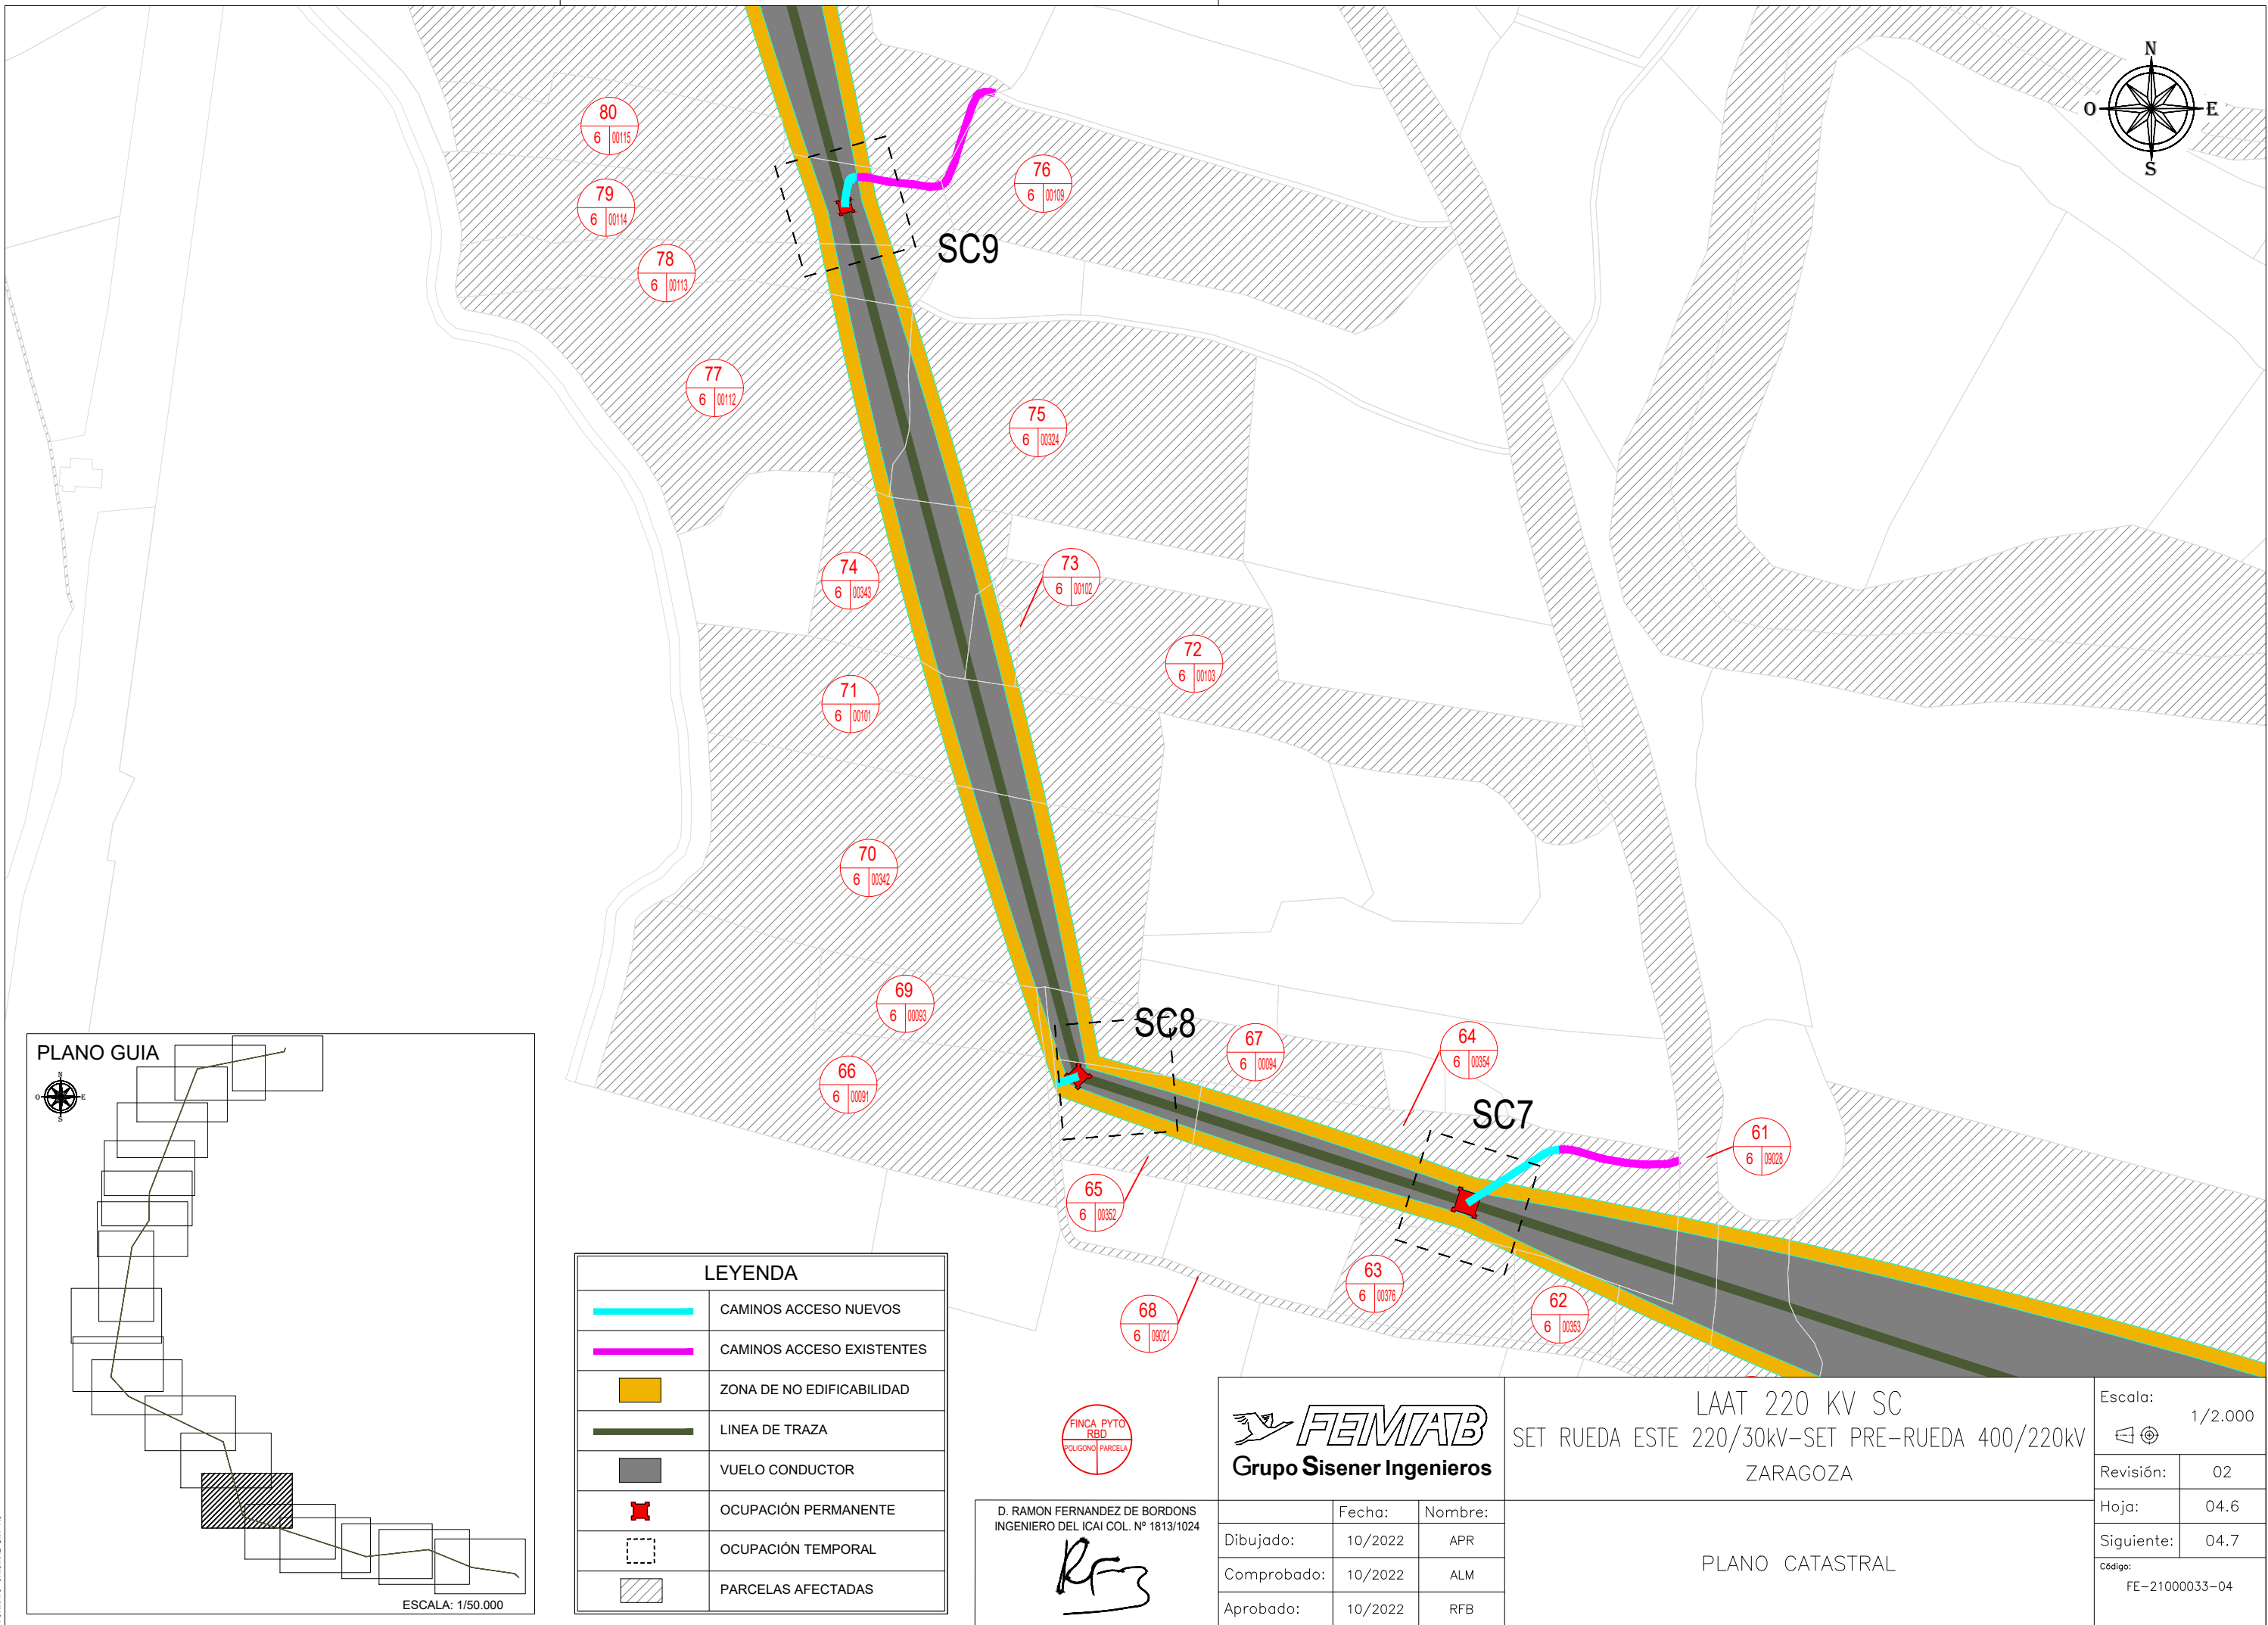 N
O
E
S
80
6 00115
79
6 00114
78
6 00113
76
6 00109
SC9
77
6 00112
75
6 00324
74
6 00343
73
6 00102
72
6 00103
71
6 00101
70
6 00342
69
6 00093
SC8
67
6 00094
64
6 00354
66
6 00091
SC7
61
6 09028
65
6 00352
63
6 00376
62
6 00353
68
6 09021
PLANO GUIA
N
O
E
S
ESCALA: 1/50.000
LEYENDA
CAMINOS ACCESO NUEVOS
CAMINOS ACCESO EXISTENTES
ZONA DE NO EDIFICABILIDAD
LINEA DE TRAZA
VUELO CONDUCTOR
OCUPACIÓN PERMANENTE
OCUPACIÓN TEMPORAL
PARCELAS AFECTADAS
FINCA PYTO
RBD
POLIGONO PARCELA
D. RAMON FERNANDEZ DE BORDONS
INGENIERO DEL ICAI COL. Nº 1813/1024
FEMAB
Grupo Sisener Ingenieros
Fecha: Nombre:
Dibujado: 10/2022 APR
Comprobado: 10/2022 ALM
Aprobado: 10/2022 RFB
LAAT 220 KV SC
SET RUEDA ESTE 220/30kV-SET PRE-RUEDA 400/220kV
ZARAGOZA
PLANO CATASTRAL
Escala:
1/2.000
Revisión: 02
Hoja: 04.6
Siguiente: 04.7
Código:
FE-21000033-04